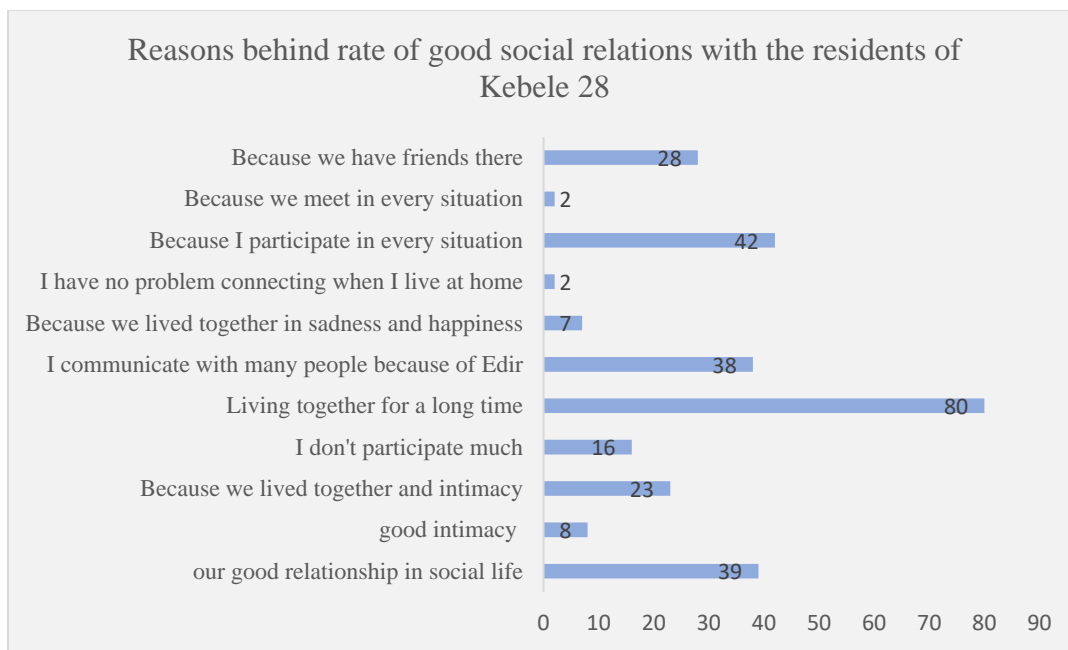 Reasons behind rate of good social relations with the residents of
Kebele 28
Because we have friends there 28
Because we meet in every situation 2
Because I participate in every situation 42
I have no problem connecting when I live at home 2
Because we lived together in sadness and happiness 7
I communicate with many people because of Edir 38
Living together for a long time 80
I don't participate much 16
Because we lived together and intimacy 23
good intimacy 8
our good relationship in social life 39
0 10 20 30 40 50 60 70 80 90